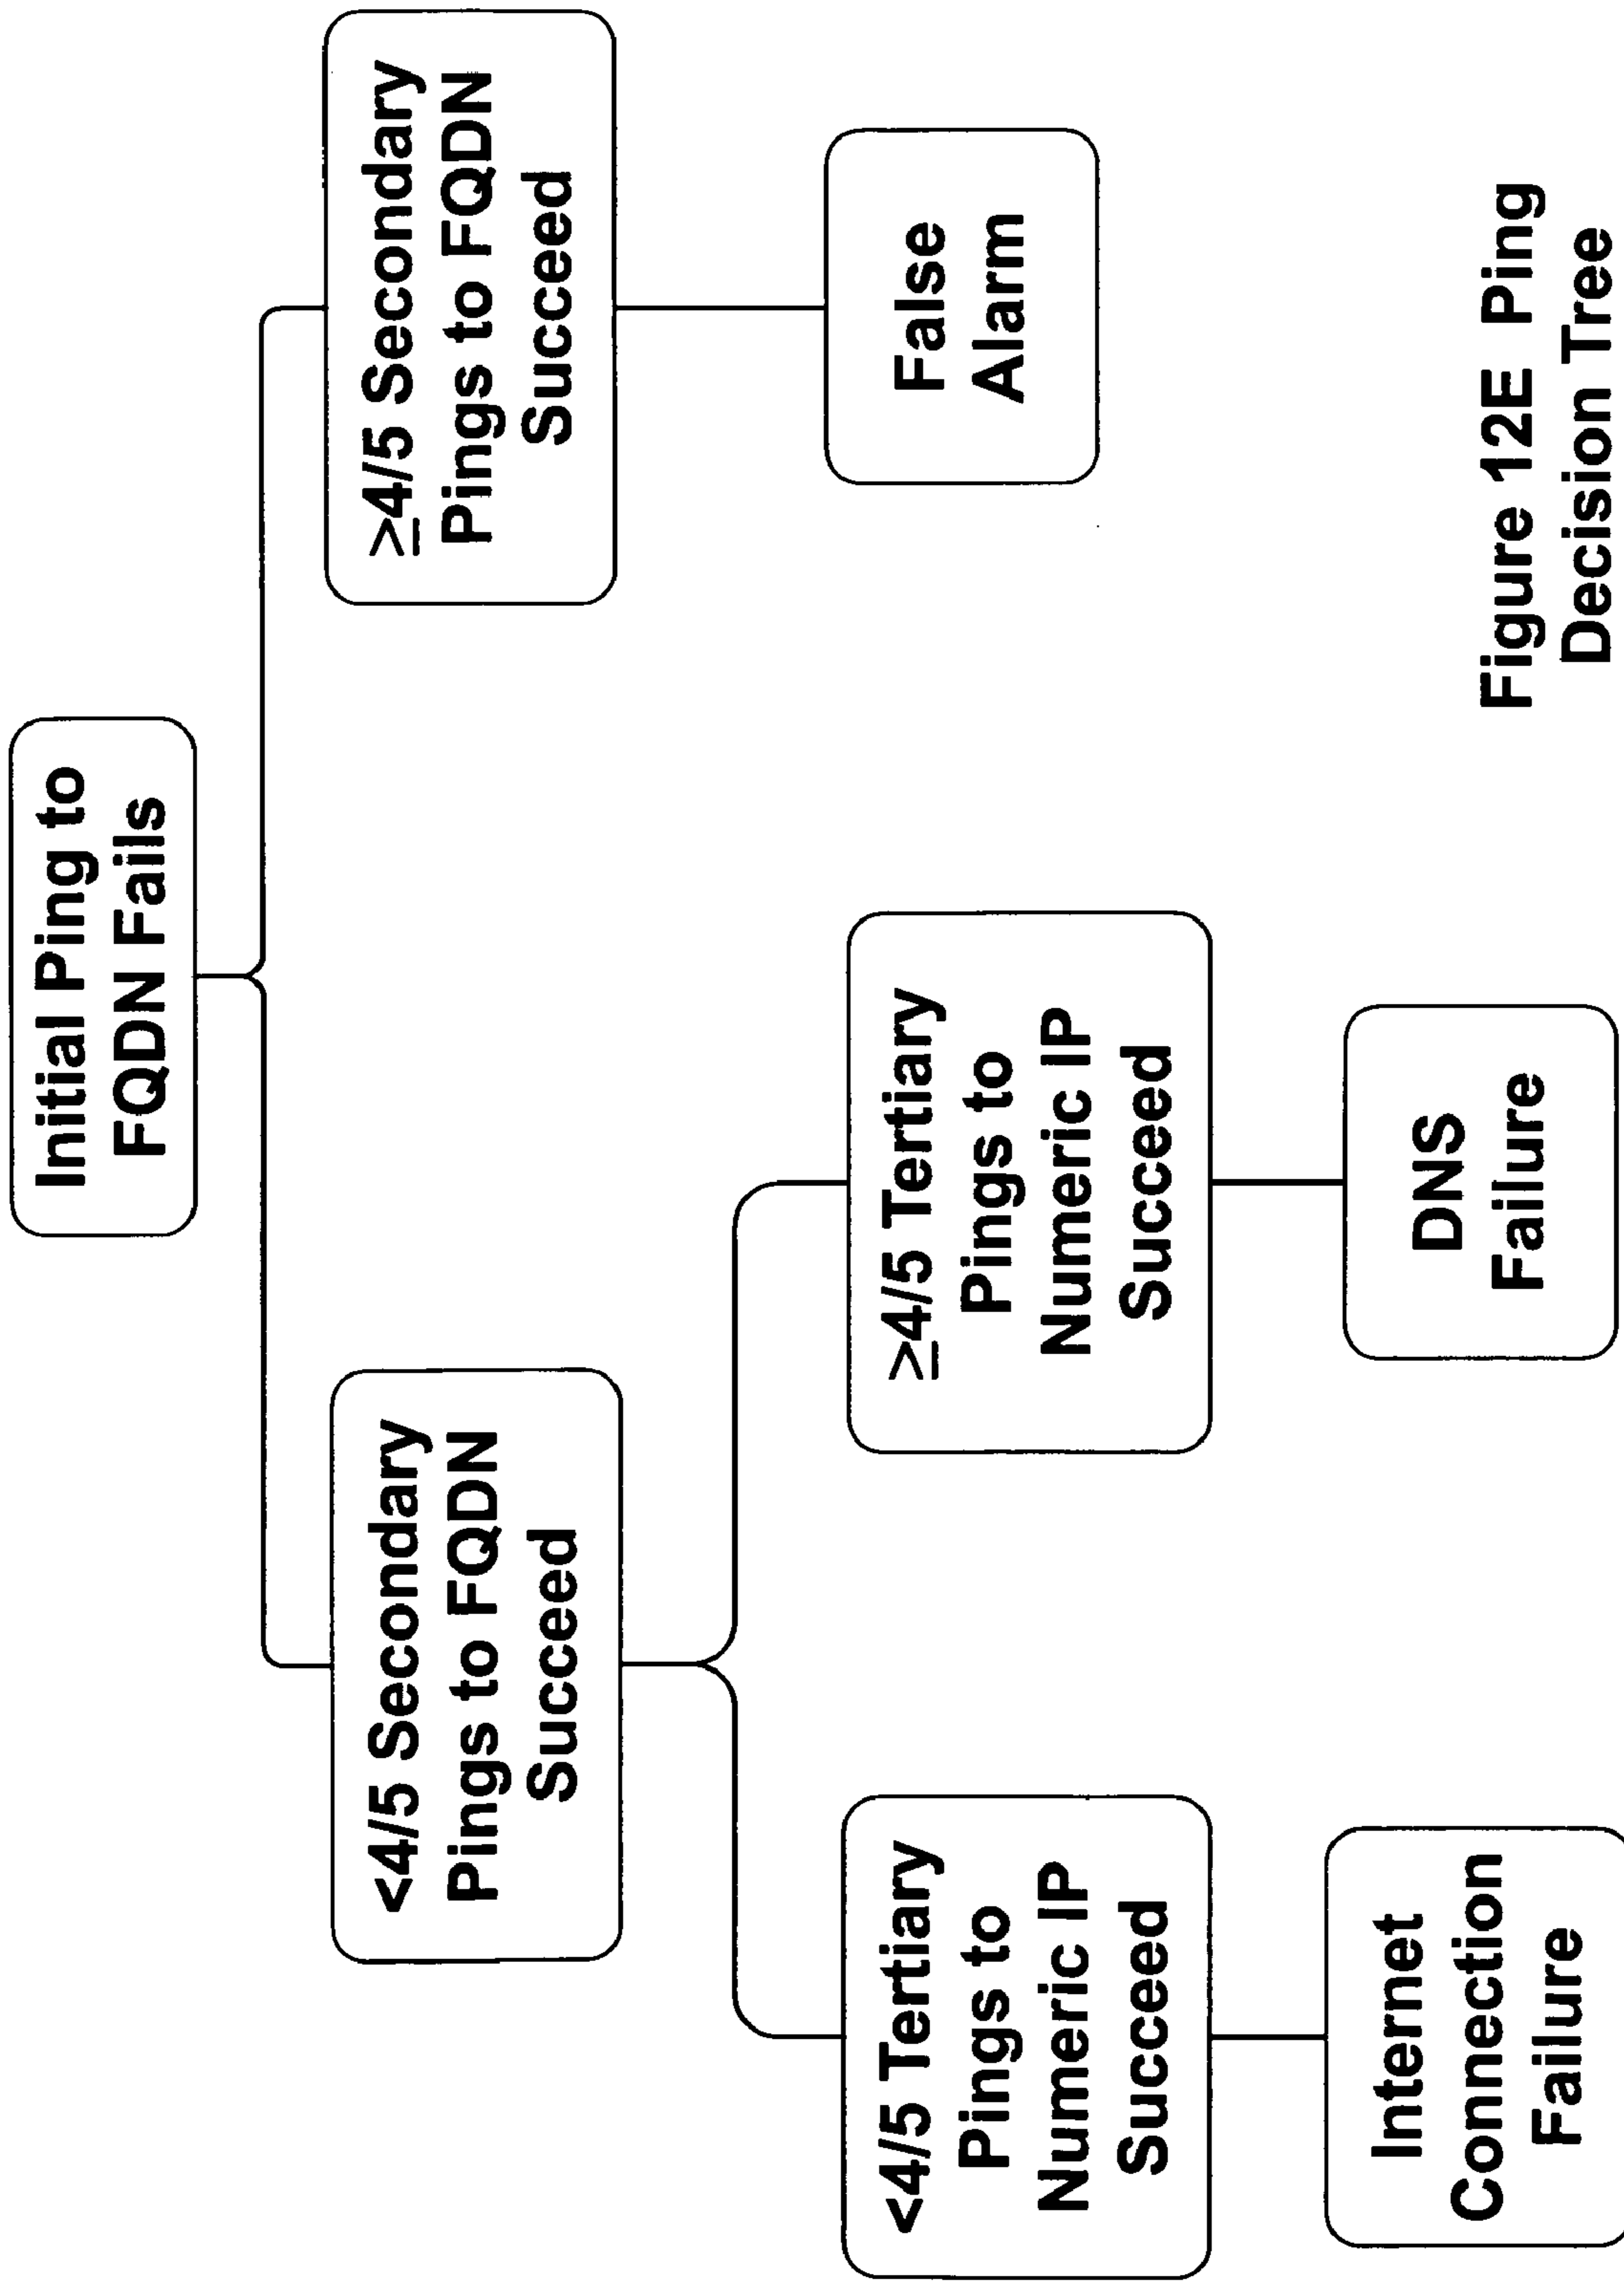 Initial Ping to
FQDN Fails
<4/5 Secondary
Pings to FQDN
Succeed
≥4/5 Secondary
Pings to FQDN
Succeed
<4/5 Tertiary
Pings to
Numeric IP
Succeed
≥4/5 Tertiary
Pings to
Numeric IP
Succeed
False
Alarm
Internet
Connection
Failure
DNS
Failure
Figure 12E Ping
Decision Tree